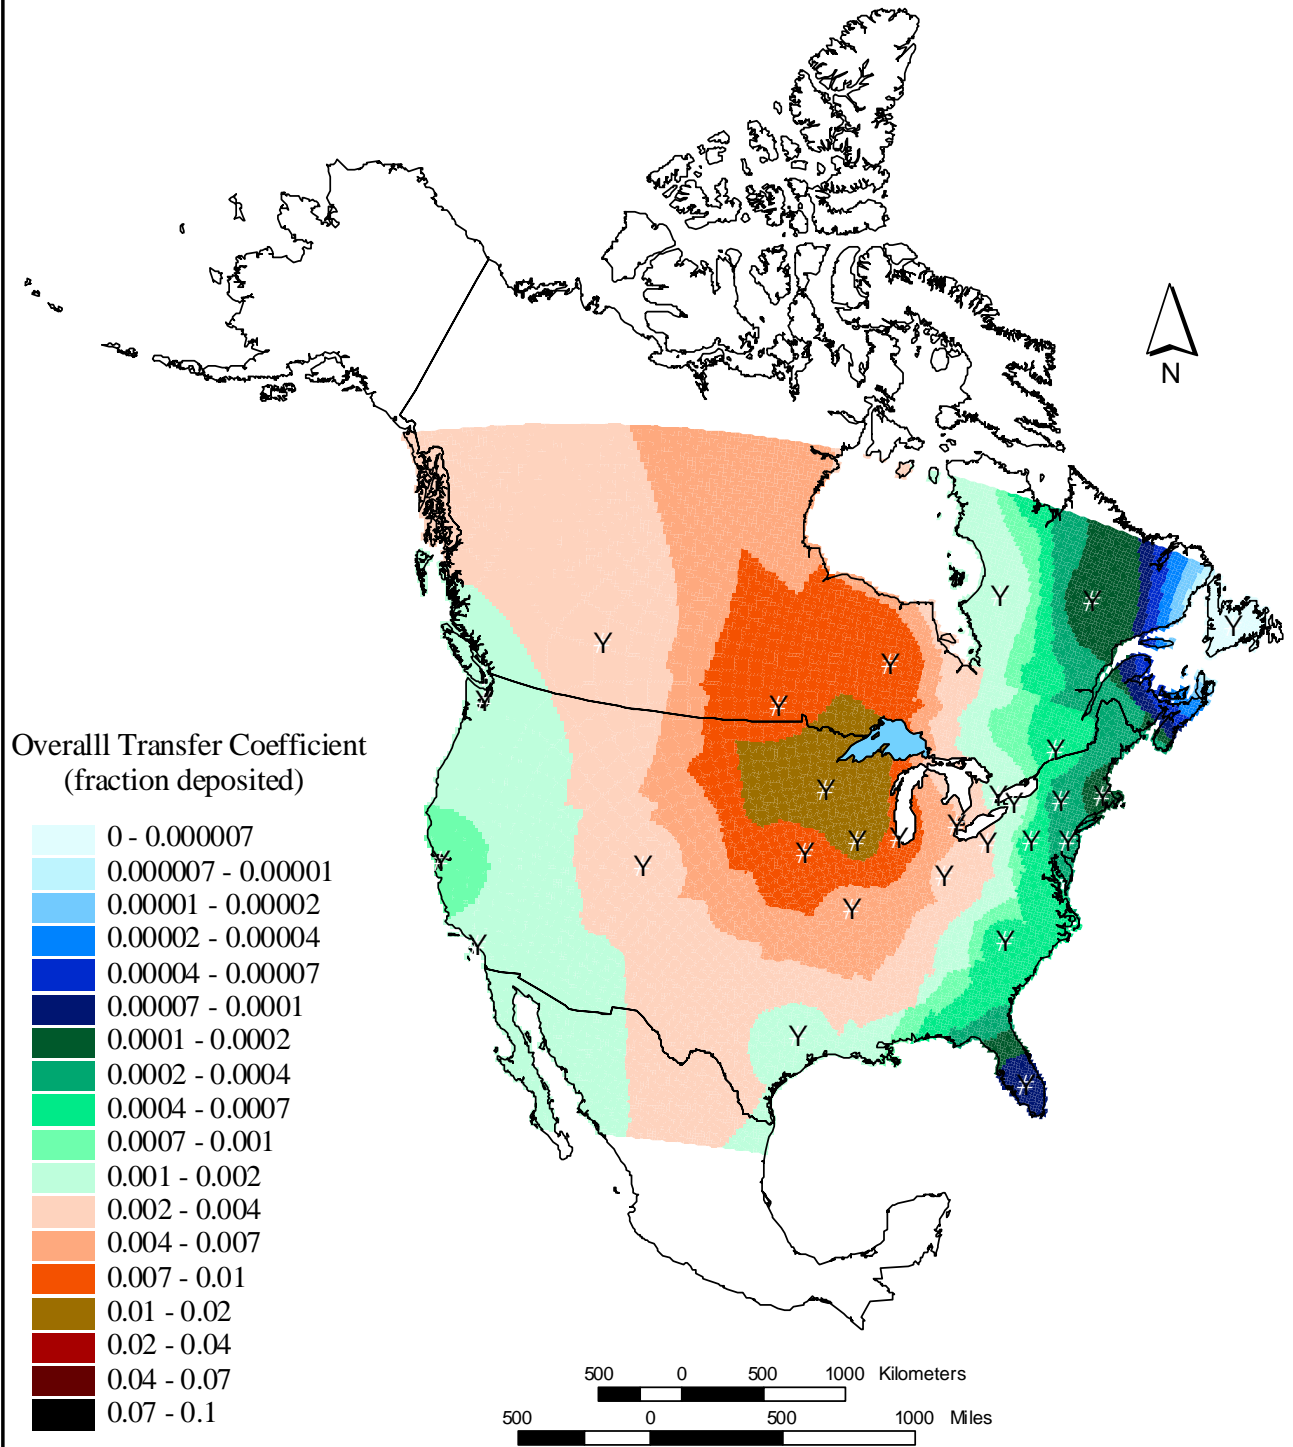 N
Overalll Transfer Coefficient
(fraction deposited)
0 - 0.000007
0.000007 - 0.00001
0.00001 - 0.00002
0.00002 - 0.00004
0.00004 - 0.00007
0.00007 - 0.0001
0.0001 - 0.0002
0.0002 - 0.0004
0.0004 - 0.0007
0.0007 - 0.001
0.001 - 0.002
0.002 - 0.004
0.004 - 0.007
0.007 - 0.01
0.01 - 0.02
0.02 - 0.04
0.04 - 0.07
0.07 - 0.1
500 0 500 1000 Kilometers
500 0 500 1000 Miles